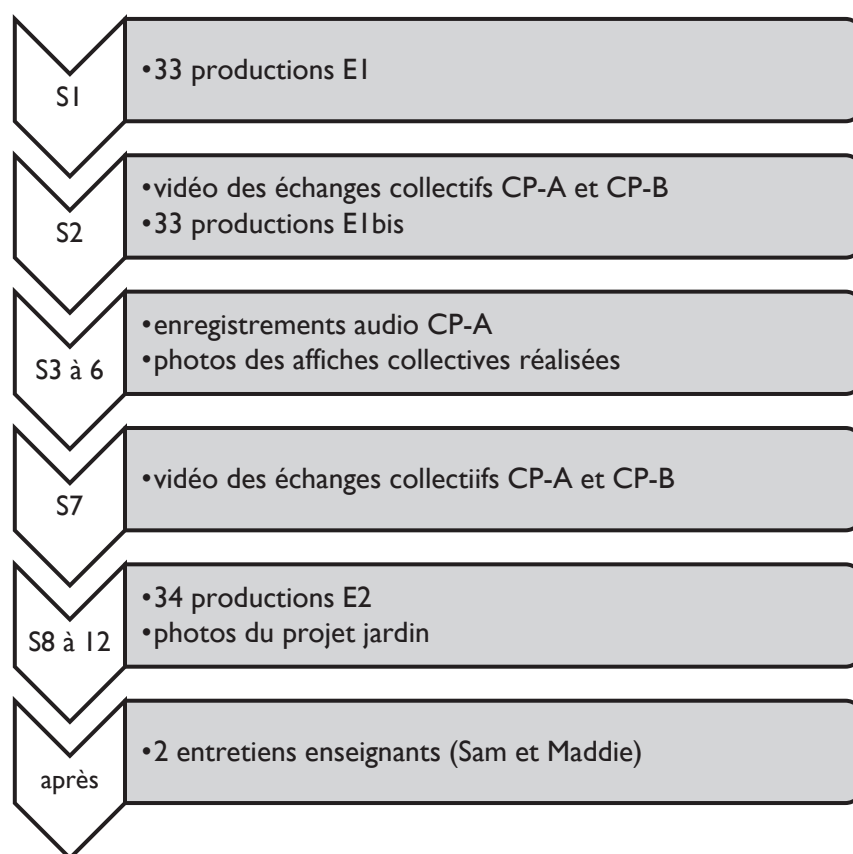 S1
•33 productions E1
S2
•vidéo des échanges collectifs CP-A et CP-B
•33 productions E1bis
S3 à 6
•enregistrements audio CP-A
•photos des affiches collectives réalisées
S7
•vidéo des échanges collectiifs CP-A et CP-B
S8 à 12
•34 productions E2
•photos du projet jardin
après
•2 entretiens enseignants (Sam et Maddie)